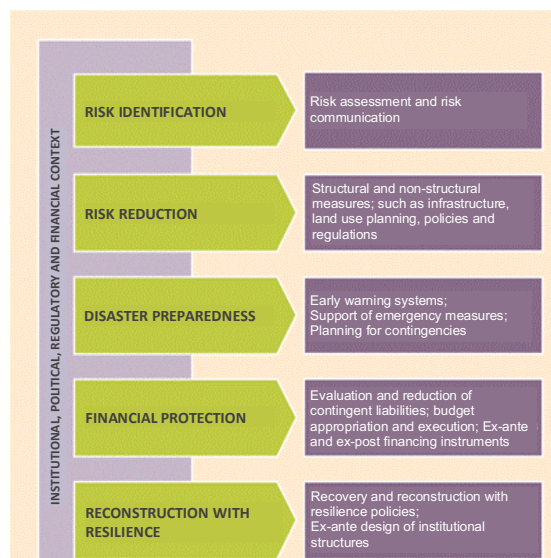 INSTITUTIONAL, POLITICAL, REGULATORY AND FINANCIAL CONTEXT
RISK IDENTIFICATION
Risk assessment and risk
communication
RISK REDUCTION
Structural and non-structural
measures; such as infrastructure,
land use planning, policies and
regulations
DISASTER PREPAREDNESS
Early warning systems;
Support of emergency measures;
Planning for contingencies
FINANCIAL PROTECTION
Evaluation and reduction of
contingent liabilities; budget
appropriation and execution; Ex-ante
and ex-post financing instruments
RECONSTRUCTION WITH
RESILIENCE
Recovery and reconstruction with
resilience policies;
Ex-ante design of institutional
structures